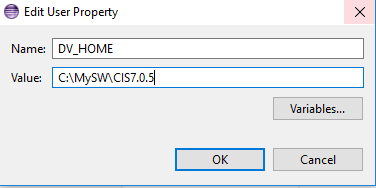 Edit User Property
Name: DV_HOME
Value: C:\MySW\CIS7.0.5
Variables...
OK Cancel